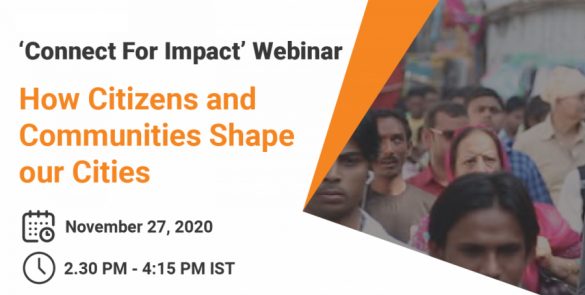 ‘Connect For Impact’ Webinar
How Citizens and
Communities Shape
our Cities
November 27, 2020
2.30 PM - 4:15 PM IST